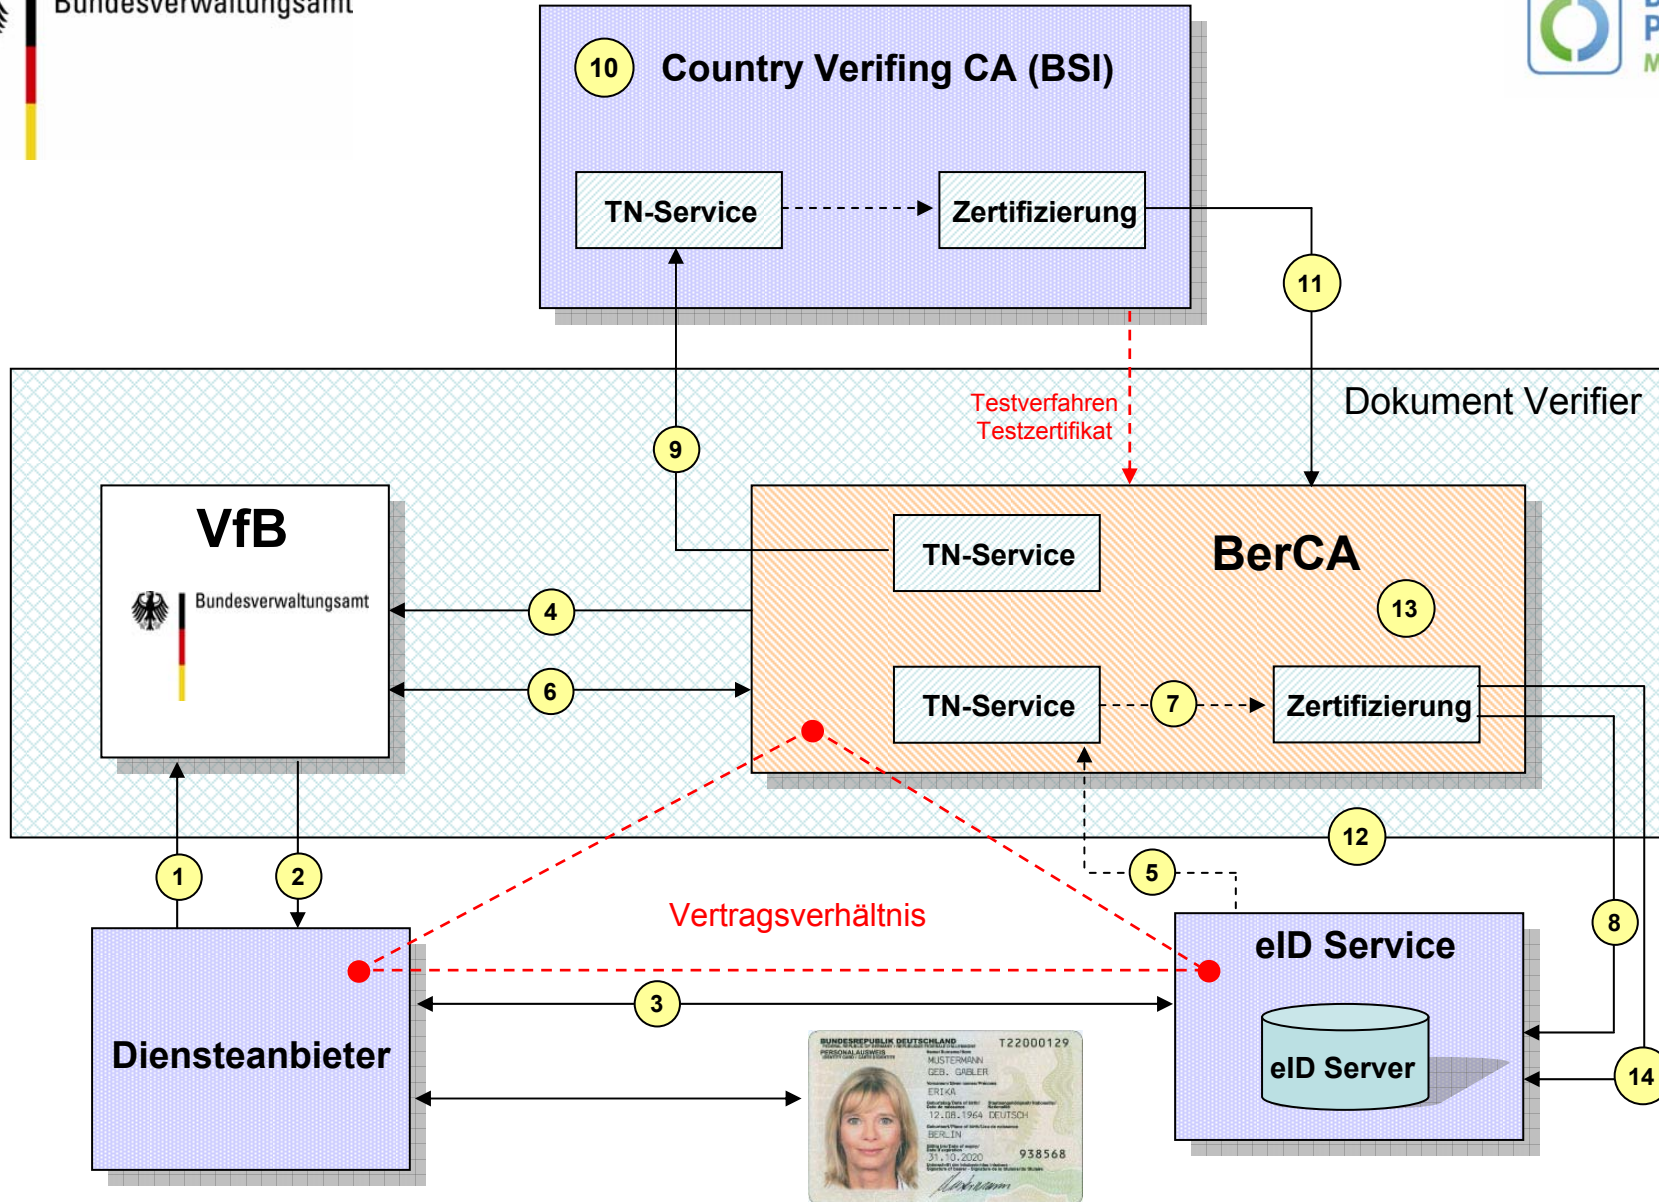 Bundesverwaltungsamt
10
Country Verifing CA (BSI)
TN-Service
Zertifizierung
11
Dokument Verifier
Testverfahren
Testzertifikat
9
VfB
Bundesverwaltungsamt
TN-Service
BerCA
4
13
6
TN-Service
7
Zertifizierung
12
1
2
5
Vertragsverhältnis
8
eID Service
3
Diensteanbieter
eID Server
14
BUNDESREPUBLIK DEUTSCHLAND
T22000129
PERSONALAUSWEIS
MUSTERMANN
GEB. GABLER
ERIKA
12.08.1964 DEUTSCH
BERLIN
31.10.2020
938568